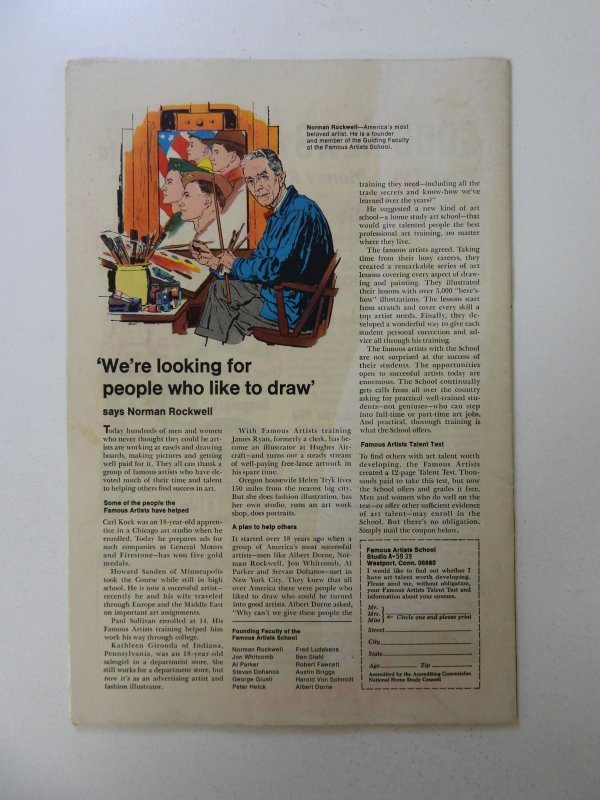 Norman Rockwell—America's most
beloved artist. He is a founder
and member of the Guiding Faculty
of the Famous Artists School.
'We're looking for
people who like to draw'
says Norman Rockwell
Today hundreds of men and women
who never thought they could be art-
ists are working at easels and drawing
boards, making pictures and getting
well paid for it. They all can thank a
group of famous artists who have de-
voted much of their time and talent
to helping others find success in art.
Some of the people the
Famous Artists have helped
Carl Kock was an 18-year-old appren-
tice in a Chicago art studio when he
enrolled. Today he prepares ads for
such companies as General Motors
and Firestone—has won five gold
medals.
Howard Sanden of Minneapolis
took the Course while still in high
school. He is now a successful artist—
recently he and his wife traveled
through Europe and the Middle East
on important art assignments.
Paul Sullivan enrolled at 14. His
Famous Artists training helped him
work his way through college.
Kathleen Gironda of Indiana,
Pennsylvania, was an 18-year-old
salesgirl in a department store. She
still works for a department store, but
now it's as an advertising artist and
fashion illustrator.
With Famous Artists training
James Ryan, formerly a clerk, has be-
come an illustrator at Hughes Air-
craft—and turns out a steady stream
of well-paying free-lance artwork in
his spare time.
Oregon housewife Helen Tryk lives
150 miles from the nearest big city.
But she does fashion illustration, has
her own studio, runs an art work
shop, does portraits.
A plan to help others
It started over 18 years ago when a
group of America's most successful
artists—men like Albert Dorne, Nor-
man Rockwell, Jon Whitcomb, Al
Parker and Stevan Dohanos—met in
New York City. They knew that all
over America there were people who
liked to draw who could be turned
into good artists. Albert Dorne asked,
"Why can't we give these people the
Founding Faculty of the
Famous Artists School
Norman Rockwell
Jon Whitcomb
Al Parker
Stevan Dohanos
George Giusti
Peter Helck
Fred Ludekens
Ben Stahl
Robert Fawcett
Austin Briggs
Harold Von Schmidt
Albert Dorne
training they need—including all the
trade secrets and know-how we've
learned over the years?"
He suggested a new kind of art
school—a home study art school—that
would give talented people the best
professional art training, no matter
where they live.
The famous artists agreed. Taking
time from their busy careers, they
created a remarkable series of art
lessons covering every aspect of draw-
ing and painting. They illustrated
their lessons with over 5,000 "here's-
how" illustrations. The lessons start
from scratch and cover every skill a
top artist needs. Finally, they de-
veloped a wonderful way to give each
student personal correction and ad-
vice all through his training.
The famous artists with the School
are not surprised at the success of
their students. The opportunities
open to successful artists today are
enormous. The School continually
gets calls from all over the country
asking for practical well-trained stu-
dents—not geniuses—who can step
into full-time or part-time art jobs.
And practical, thorough training is
what the School offers.
Famous Artists Talent Test
To find others with art talent worth
developing, the Famous Artists
created a 12-page Talent Test. Thou-
sands paid to take this test, but now
the School offers and grades it free.
Men and women who do well on the
test—or offer other sufficient evidence
of art talent—may enroll in the
School. But there's no obligation.
Simply mail the coupon below.
Famous Artists School
Studio A-59 39
Westport, Conn. 06880
I would like to find out whether I
have art talent worth developing.
Please send me, without obligation,
your Famous Artists Talent Test and
information about your courses.
Mr.
Mrs. ← Circle one and please print
Miss
Street
City
State
Age Zip
Accredited by the Accrediting Commission
National Home Study Council